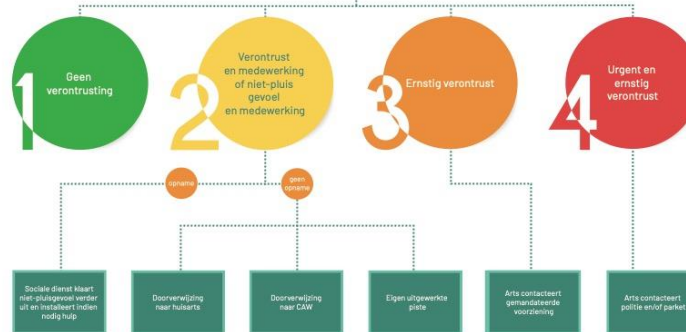 1
Geen
verontrusting
2
Verontrust
en medewerking
of niet-pluis
gevoel
en medewerking
3
Ernstig verontrust
4
Urgent en
ernstig
verontrust
opname
geen
opname
Sociale dienst klaart
niet-pluisgevoel verder
uit en installeert indien
nodig hulp
Doorverwijzing
naar huisarts
Doorverwijzing
naar CAW
Eigen uitgewerkte
piste
Arts contacteert
gemandateerde
voorziening
Arts contacteert
politie en/of parket